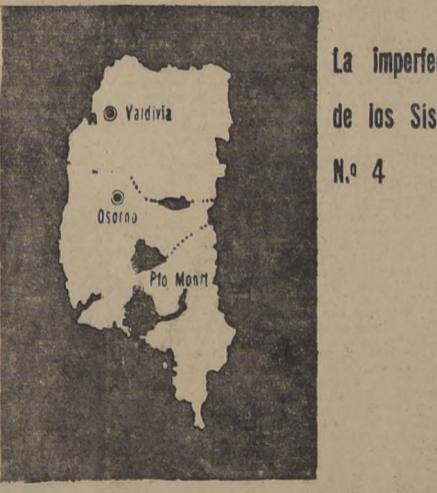 Valdivia
Osorno
Pto Montt
La imperfe
de los Sis
N.º 4